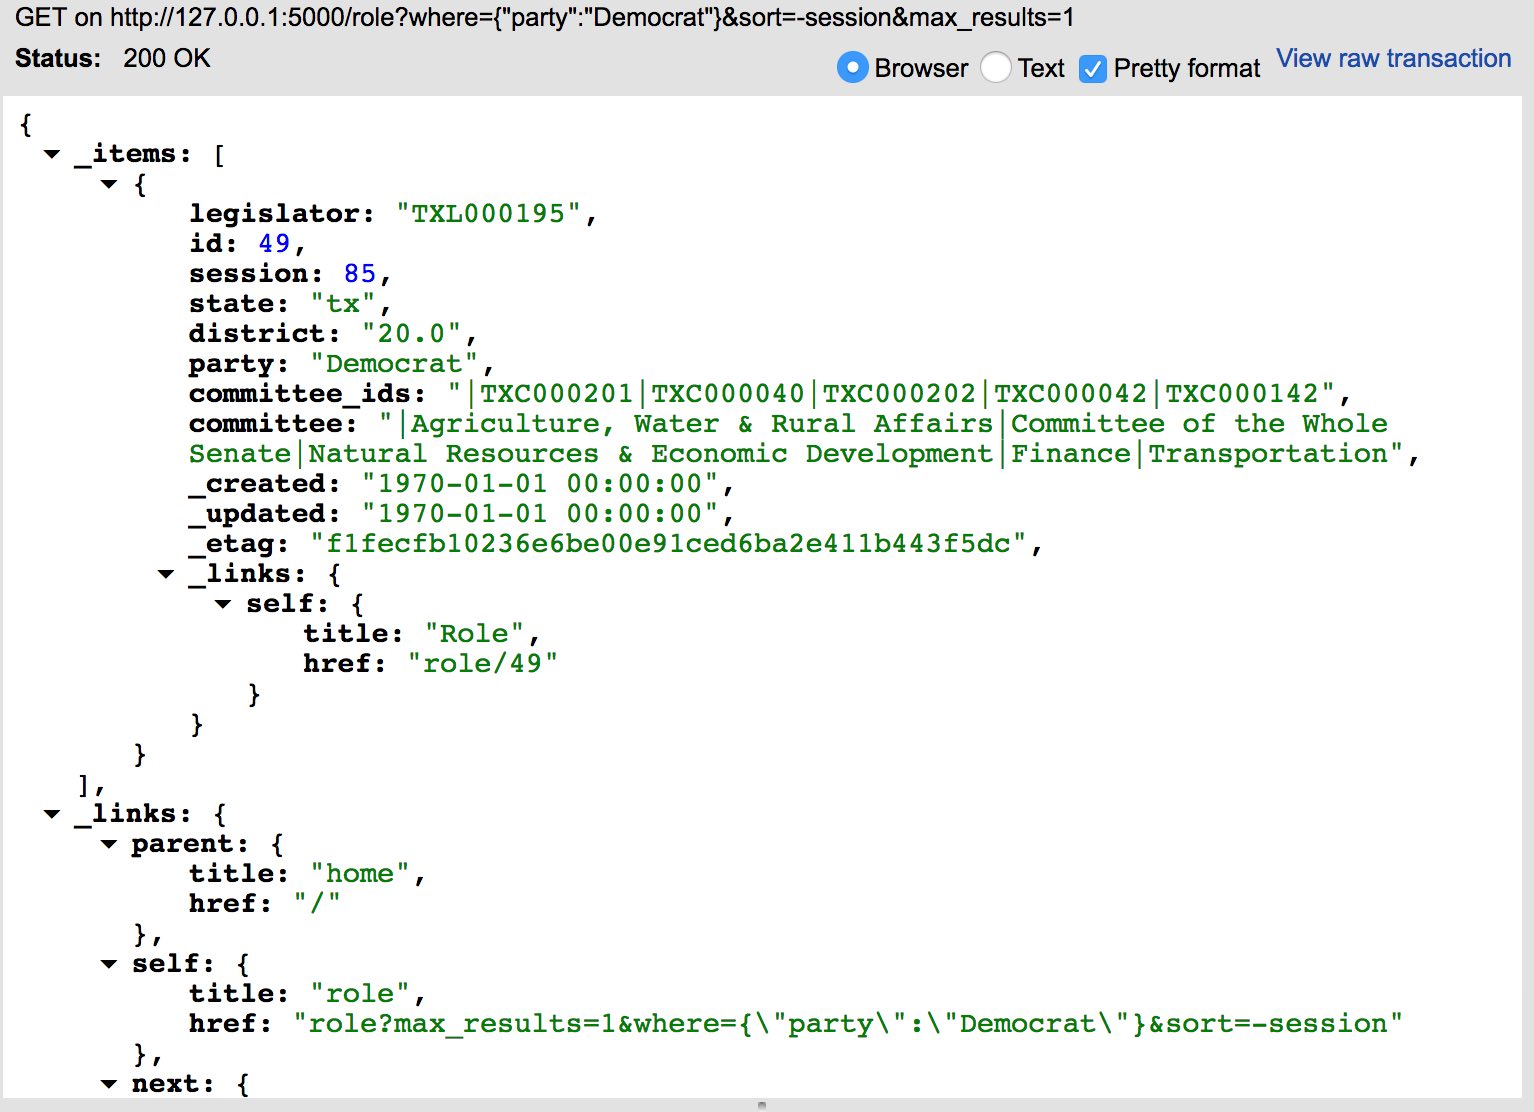 GET on http://127.0.0.1:5000/role?where={"party":"Democrat"}&sort=-session&max_results=1
Status: 200 OK
Browser Text Pretty format View raw transaction
{
_items: [
{
legislator: "TXL000195",
id: 49,
session: 85,
state: "tx",
district: "20.0",
party: "Democrat",
committee_ids: "|TXC000201|TXC000040|TXC000202|TXC000042|TXC000142",
committee: "|Agriculture, Water & Rural Affairs|Committee of the Whole
Senate|Natural Resources & Economic Development|Finance|Transportation",
_created: "1970-01-01 00:00:00",
_updated: "1970-01-01 00:00:00",
_etag: "f1fecfb10236e6be00e91ced6ba2e411b443f5dc",
_links: {
self: {
title: "Role",
href: "role/49"
}
}
}
],
_links: {
parent: {
title: "home",
href: "/"
},
self: {
title: "role",
href: "role?max_results=1&where={\"party\":\"Democrat\"}&sort=-session"
},
next: {